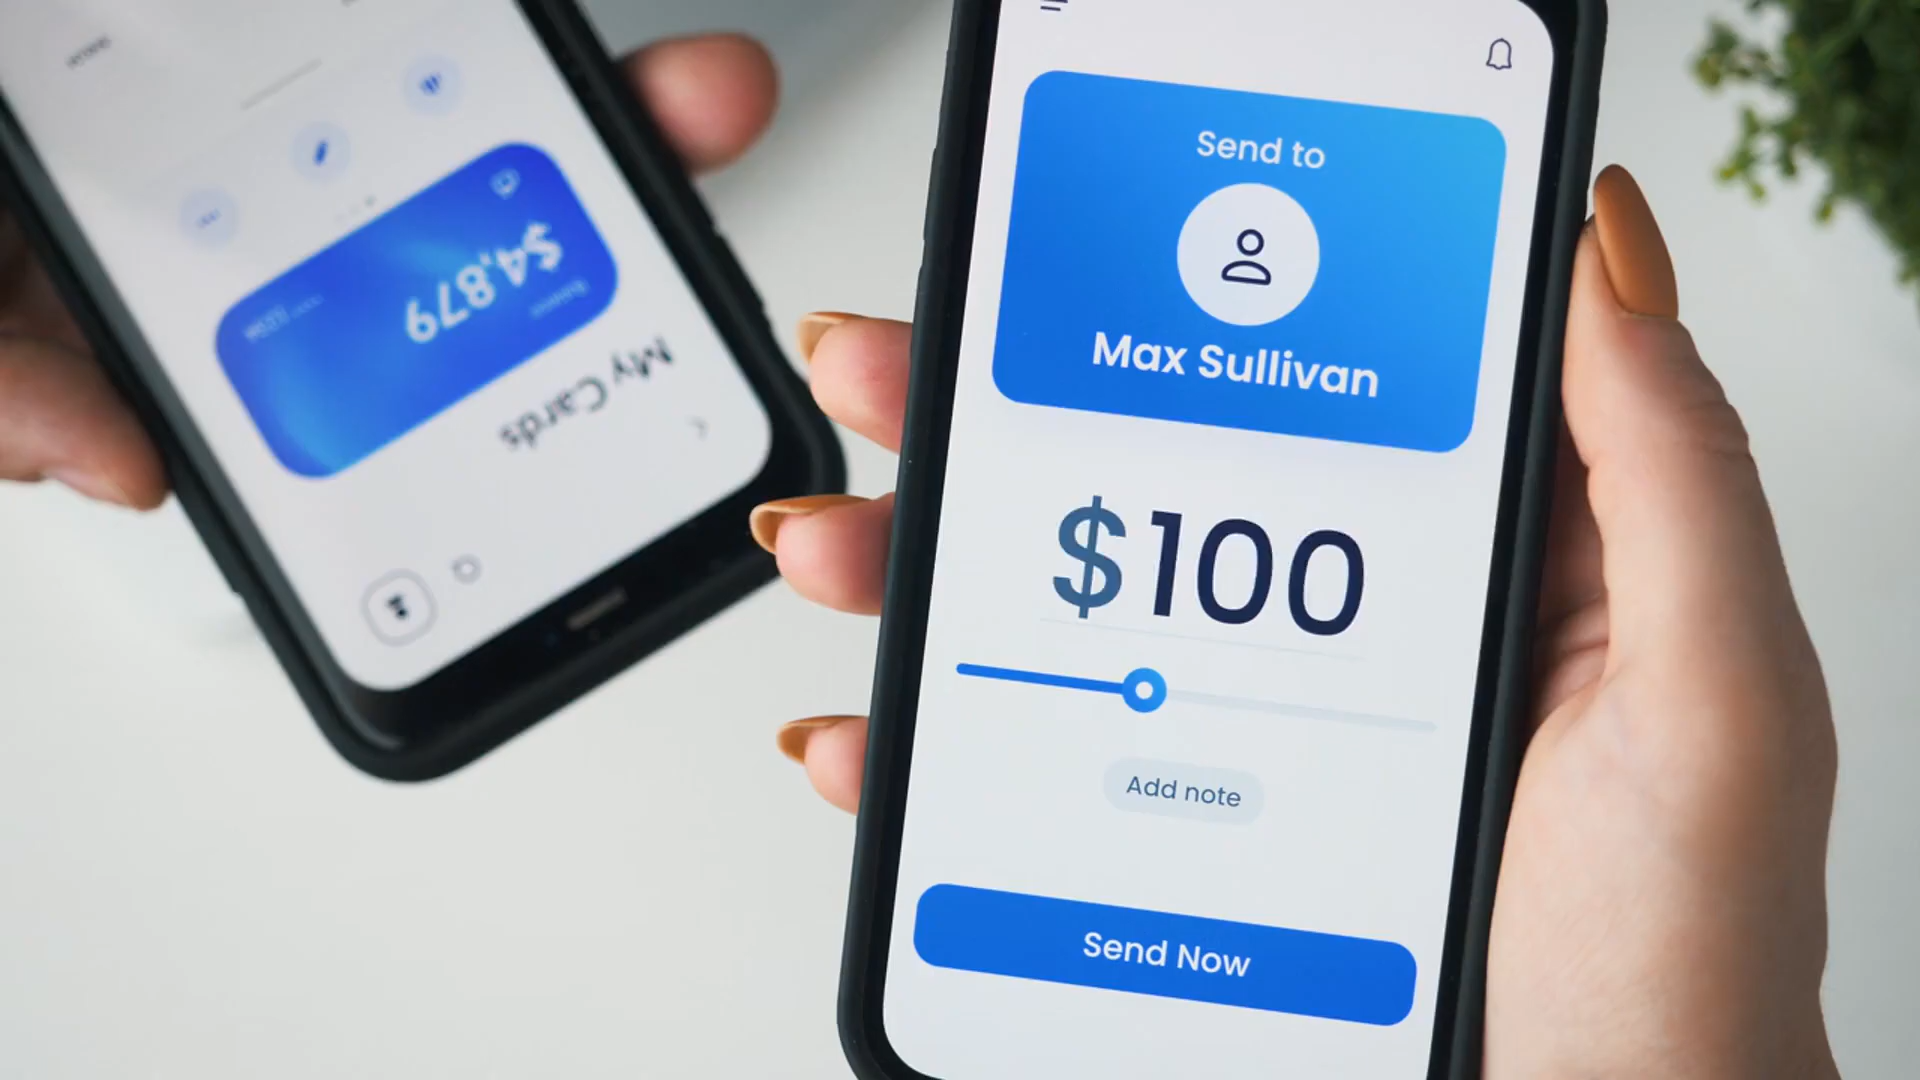 Send to
Max Sullivan
$100
Add note
Send Now
My Cards
$4,879